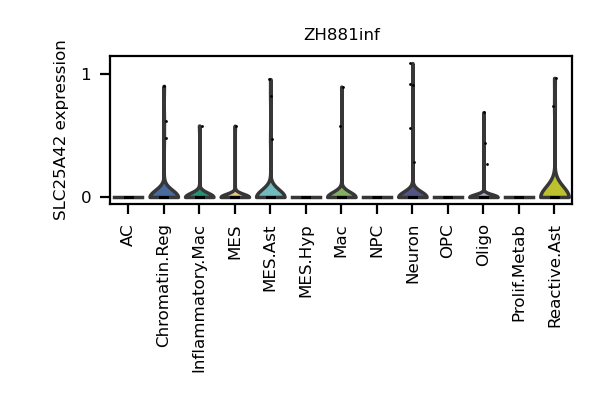 ZH881inf
SLC25A42 expression
1
0
AC
Chromatin.Reg
Inflammatory.Mac
MES
MES.Ast
MES.Hyp
Mac
NPC
Neuron
OPC
Oligo
Prolif.Metab
Reactive.Ast